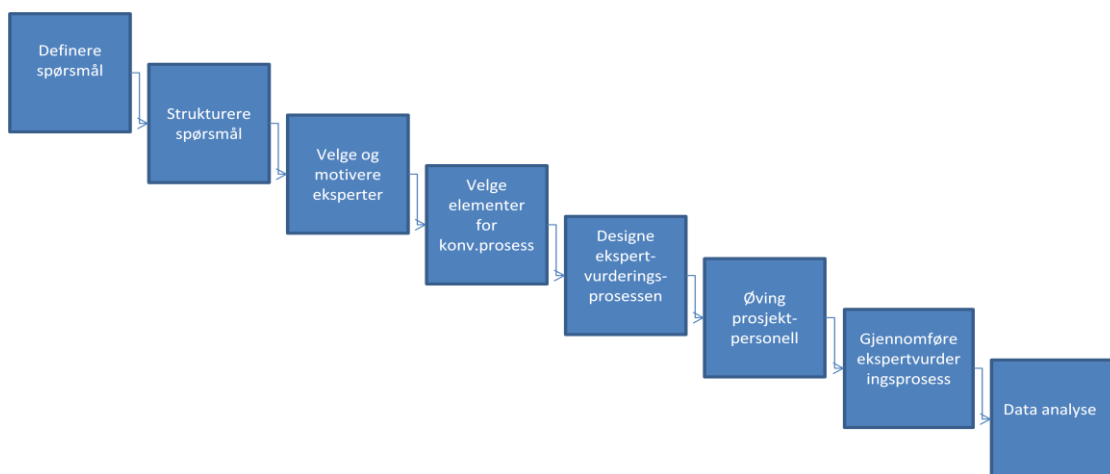 Definere
spørsmål
Strukturere
spørsmål
Velge og
motivere
eksperter
Velge
elementer
for
konv.prosess
Designe
ekspert-
vurderings-
prosessen
Øving
prosjekt-
personell
Gjennomføre
ekspertvurder
ingsprosess
Data analyse